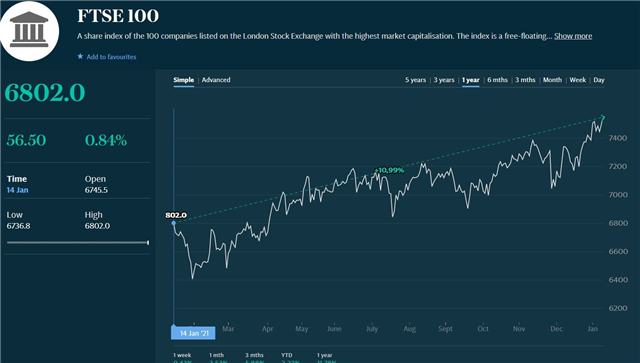 FTSE 100
A share index of the 100 companies listed on the London Stock Exchange with the highest market capitalisation. The index is a free-floating... Show more
★ Add to favourites
6802.0
56.50 0.84%
Time Open
14 Jan 6745.5
Low High
6736.8 6802.0
Simple | Advanced
5 years | 3 years | 1 year | 6 mths | 3 mths | Month | Week | Day
7400
10,99%
7200
7000
802.0
6800
6600
6400
6200
14 Jan '21
Mar Apr May June July Aug Sept Oct Nov Dec Jan
1 week 1 mth 3 mths YTD 1 year